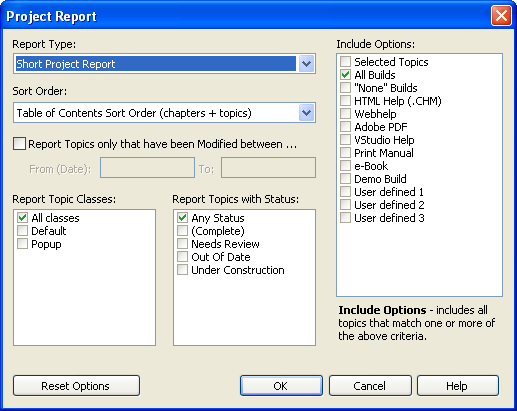 Project Report
Report Type:
Short Project Report
Sort Order:
Table of Contents Sort Order (chapters + topics)
Report Topics only that have been Modified between ...
From (Date):
To:
Report Topic Classes:
All classes
Default
Popup
Report Topics with Status:
Any Status
(Complete)
Needs Review
Out Of Date
Under Construction
Include Options:
Selected Topics
All Builds
"None" Builds
HTML Help (.CHM)
Webhelp
Adobe PDF
VStudio Help
Print Manual
e-Book
Demo Build
User defined 1
User defined 2
User defined 3
Include Options - includes all
topics that match one or more of
the above criteria.
Reset Options
OK
Cancel
Help